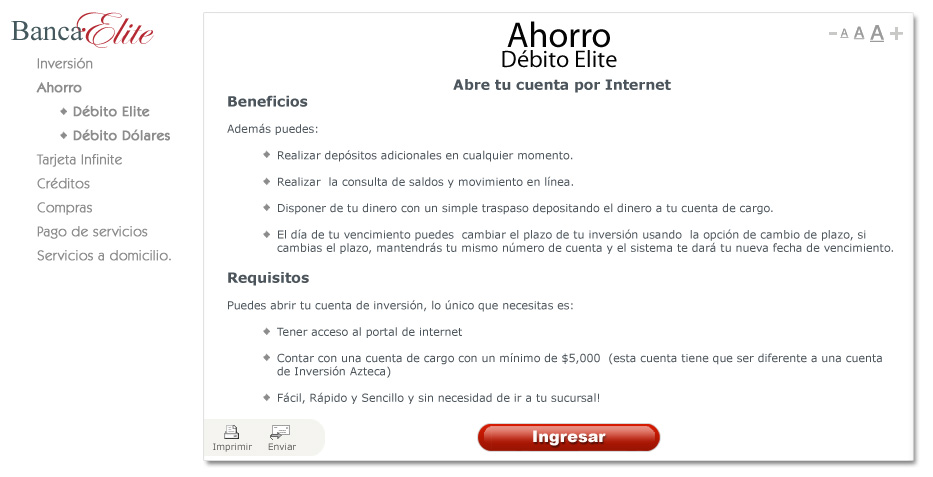 Banca Elite
Inversión
Ahorro
Débito Elite
Débito Dólares
Tarjeta Infinite
Créditos
Compras
Pago de servicios
Servicios a domicilio.
Ahorro
Débito Elite
A A A
Abre tu cuenta por Internet
Beneficios
Además puedes:
Realizar depósitos adicionales en cualquier momento.
Realizar la consulta de saldos y movimiento en línea.
Disponer de tu dinero con un simple traspaso depositando el dinero a tu cuenta de cargo.
El día de tu vencimiento puedes cambiar el plazo de tu inversión usando la opción de cambio de plazo, si
cambias el plazo, mantendrás tu mismo número de cuenta y el sistema te dará tu nueva fecha de vencimiento.
Requisitos
Puedes abrir tu cuenta de inversión, lo único que necesitas es:
Tener acceso al portal de internet
Contar con una cuenta de cargo con un mínimo de $5,000 (esta cuenta tiene que ser diferente a una cuenta
de Inversión Azteca)
Fácil, Rápido y Sencillo y sin necesidad de ir a tu sucursal!
Imprimir
Enviar
Ingresar